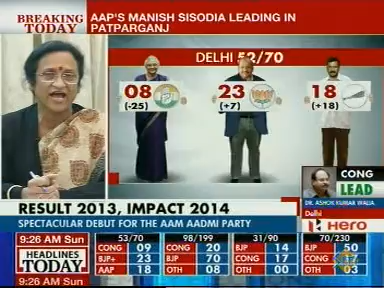 BREAKING
TODAY
AAP'S MANISH SISODIA LEADING IN
PATPARGANJ
DELHI 52/70
08
(-25)
23
(+7)
18
(+18)
CONG
LEAD
DR. ASHOK KUMAR WALIA
Delhi
RESULT 2013, IMPACT 2014
SPECTACULAR DEBUT FOR THE AAM AADMI PARTY
Hero
9:26 AM Sun
HEADLINES
TODAY
9:26 AM Sun
53/70
CONG 09
BJP+ 23
AAP 18
98/199
CONG 20
BJP 70
OTH 08
31/90
BJP 14
CONG 17
OTH 00
70/230
BJP 50
OTH 03